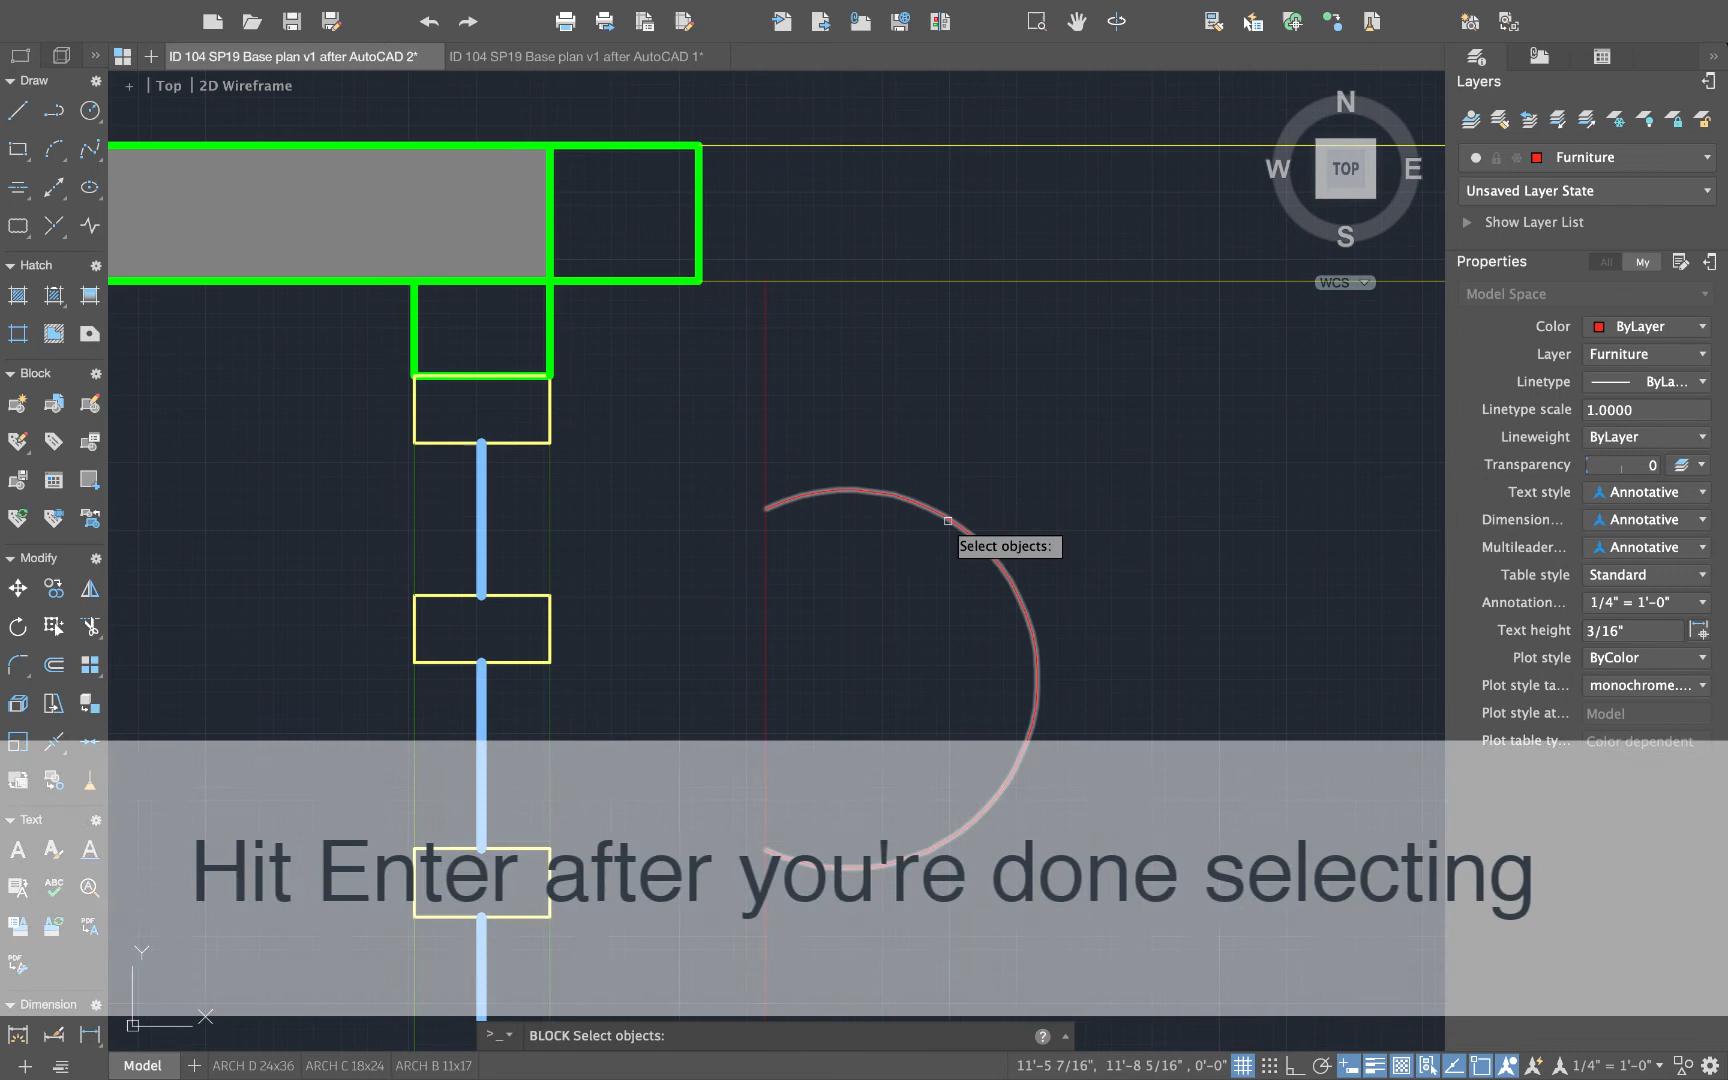 ID 104 SP19 Base plan v1 after AutoCAD 2*
ID 104 SP19 Base plan v1 after AutoCAD 1*
+ | Top | 2D Wireframe
Draw
Hatch
Block
Modify
Text
ABC
PDF
PDF
Dimension
N
W
TOP
E
S
WCS
Select objects:
Hit Enter after you're done selecting
Y
X
>_ BLOCK Select objects:
?
Model
ARCH D 24x36
ARCH C 18x24
ARCH B 11x17
11'-5 7/16", 11'-8 5/16", 0'-0"
1/4" = 1'-0"
Layers
Furniture
Unsaved Layer State
Show Layer List
Properties
All
My
Model Space
Color ByLayer
Layer Furniture
Linetype ByLa...
Linetype scale 1.0000
Lineweight ByLayer
Transparency 0
Text style Annotative
Dimension... Annotative
Multileader... Annotative
Table style Standard
Annotation... 1/4" = 1'-0"
Text height 3/16"
Plot style ByColor
Plot style ta... monochrome....
Plot style at... Model
Plot table ty... Color dependent